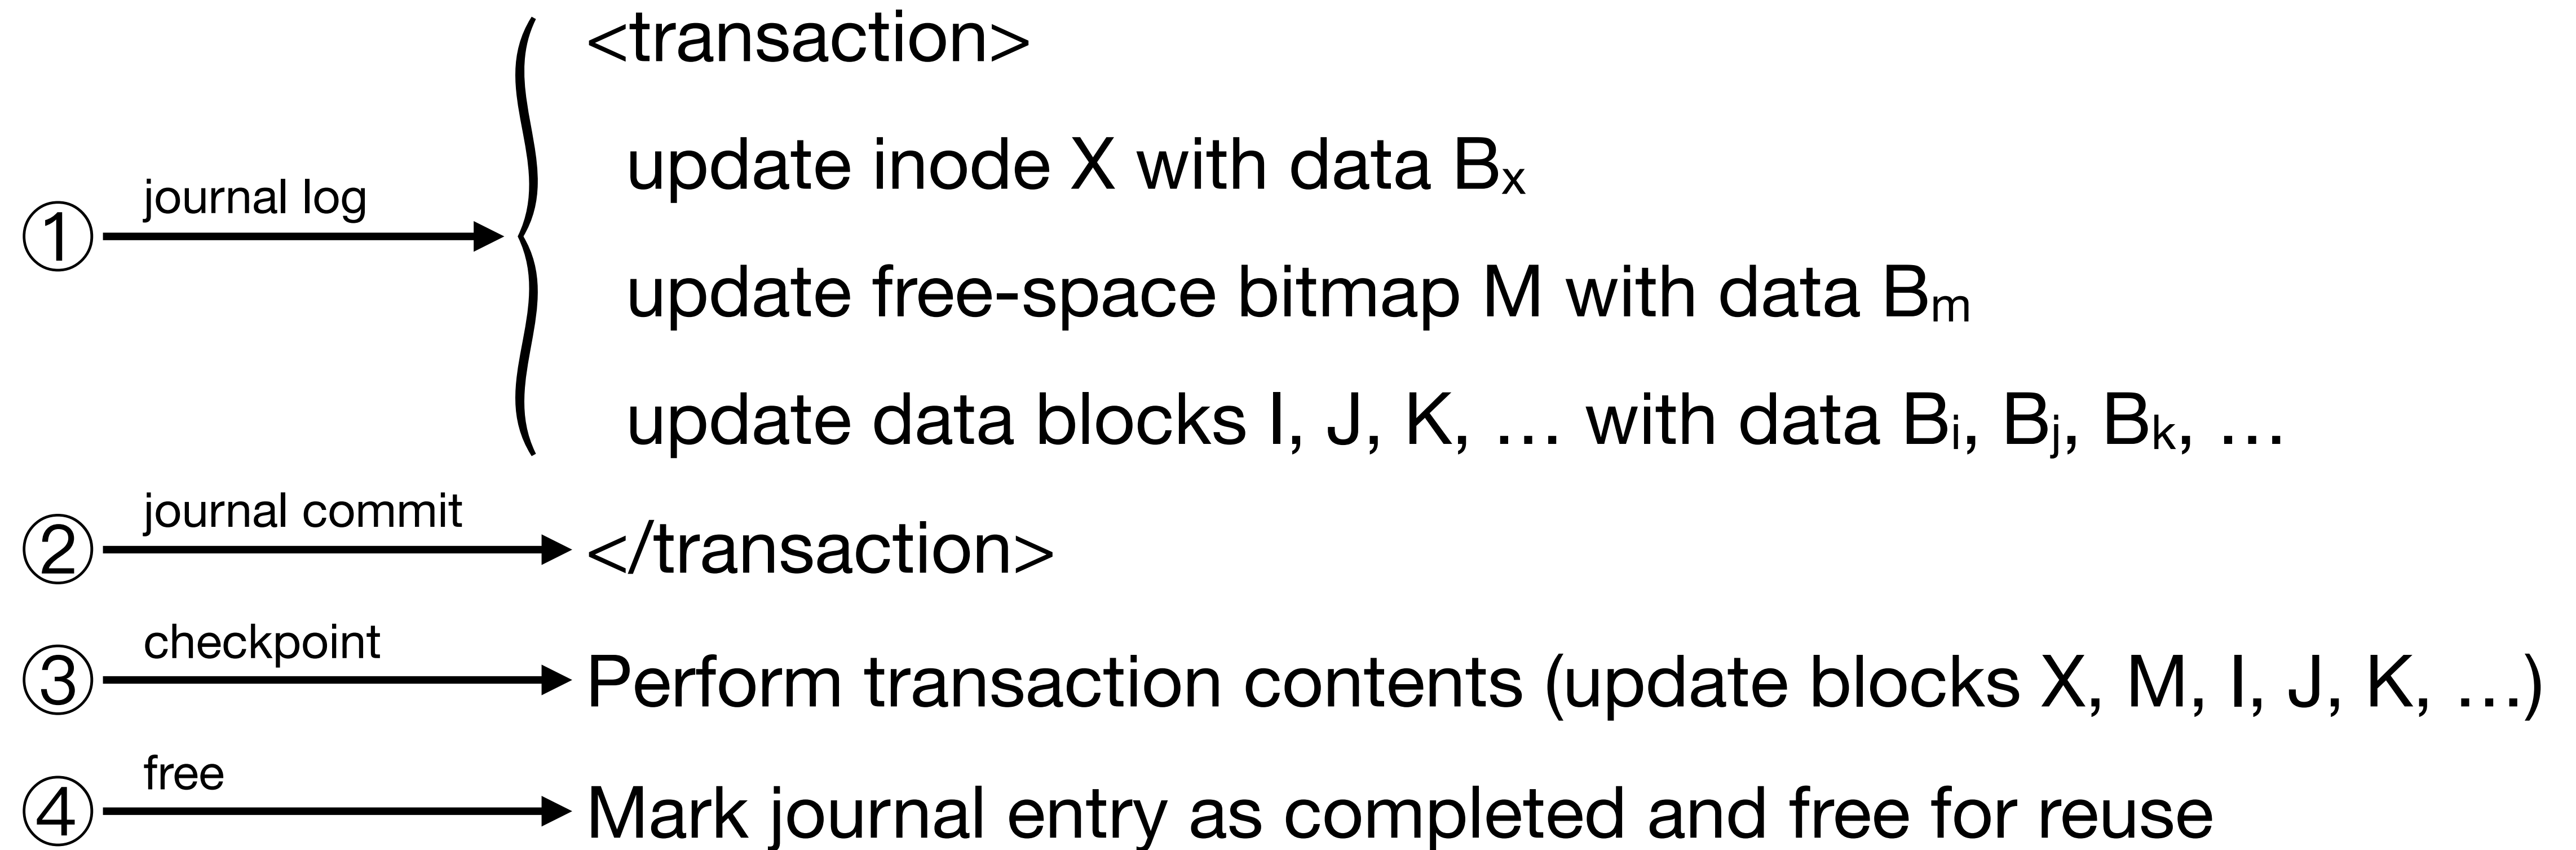 <transaction>
update inode X with data Bₓ
update free-space bitmap M with data Bₘ
① journal log
update data blocks I, J, K, … with data Bᵢ, Bⱼ, Bₖ, …
② journal commit </transaction>
③ checkpoint Perform transaction contents (update blocks X, M, I, J, K, …)
④ free Mark journal entry as completed and free for reuse